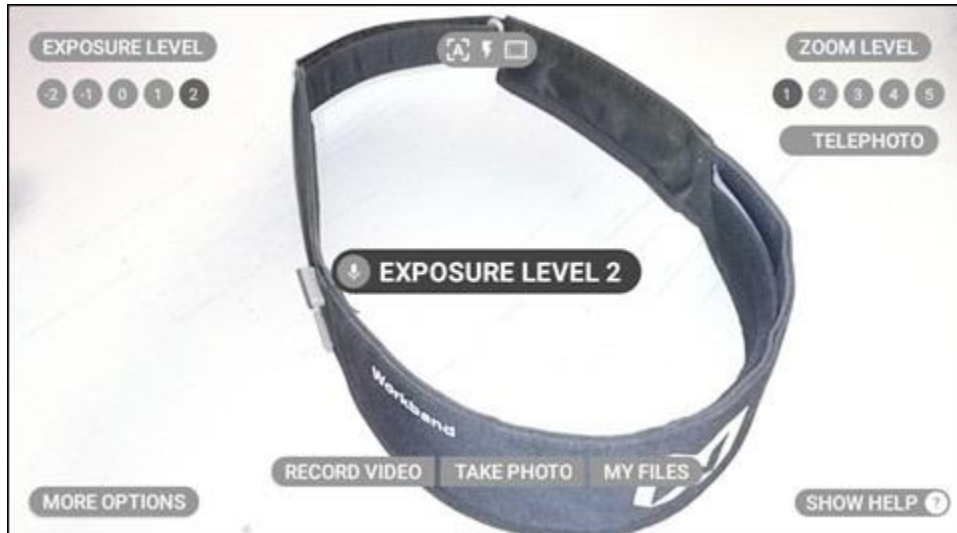 EXPOSURE LEVEL
-2 -1 0 1 2
A
ZOOM LEVEL
1 2 3 4 5
TELEPHOTO
EXPOSURE LEVEL 2
Workband
RECORD VIDEO TAKE PHOTO MY FILES
MORE OPTIONS
SHOW HELP ?